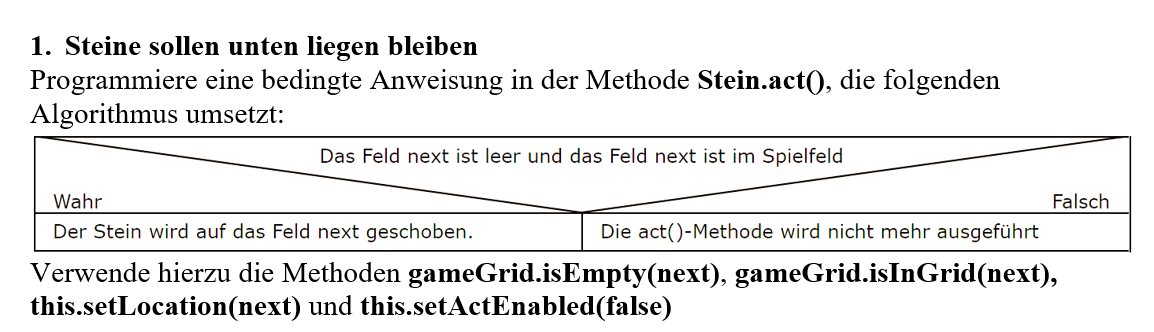 1. Steine sollen unten liegen bleiben
Programmiere eine bedingte Anweisung in der Methode Stein.act(), die folgenden
Algorithmus umsetzt:
Das Feld next ist leer und das Feld next ist im Spielfeld
Wahr
Falsch
Der Stein wird auf das Feld next geschoben.
Die act()-Methode wird nicht mehr ausgeführt
Verwende hierzu die Methoden gameGrid.isEmpty(next), gameGrid.isInGrid(next),
this.setLocation(next) und this.setActEnabled(false)